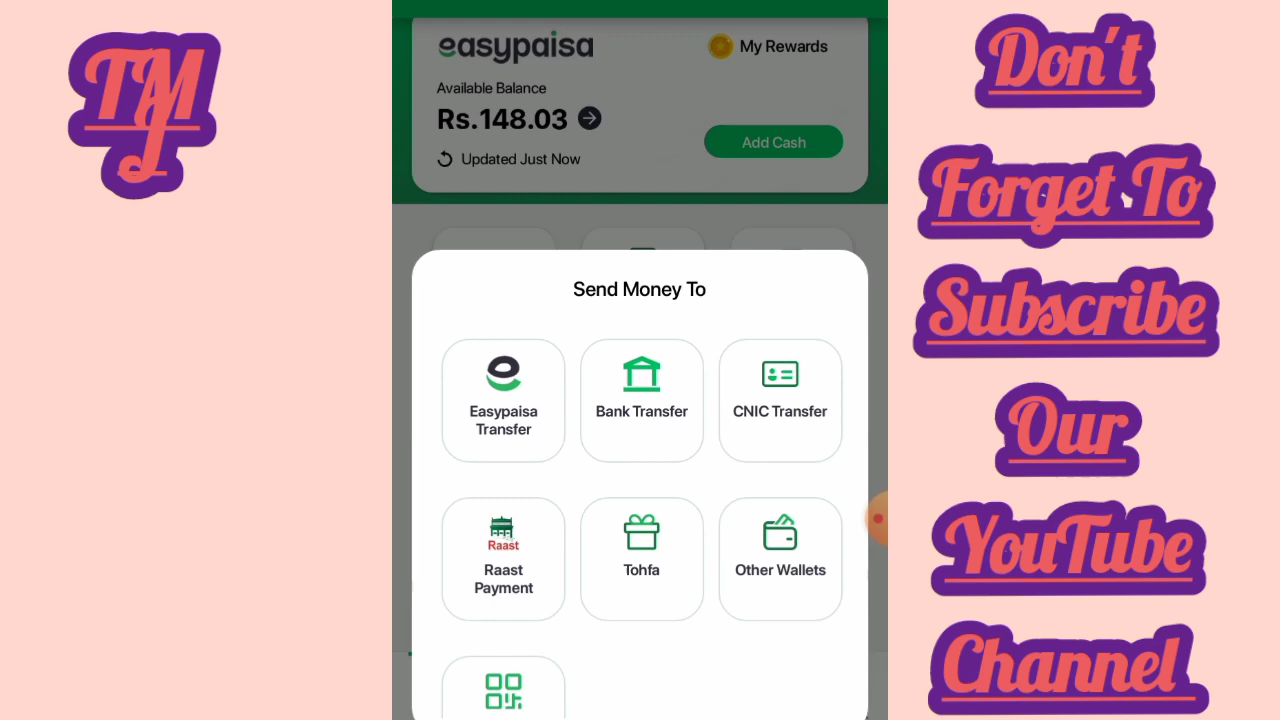 TMJ
easypaisa
My Rewards
Available Balance
Rs.148.03
Add Cash
Updated Just Now
Send Money To
Easypaisa
Transfer
Bank Transfer
CNIC Transfer
Raast
Raast
Payment
Tohfa
Other Wallets
Don't
Forget To
Subscribe
Our
YouTube
Channel